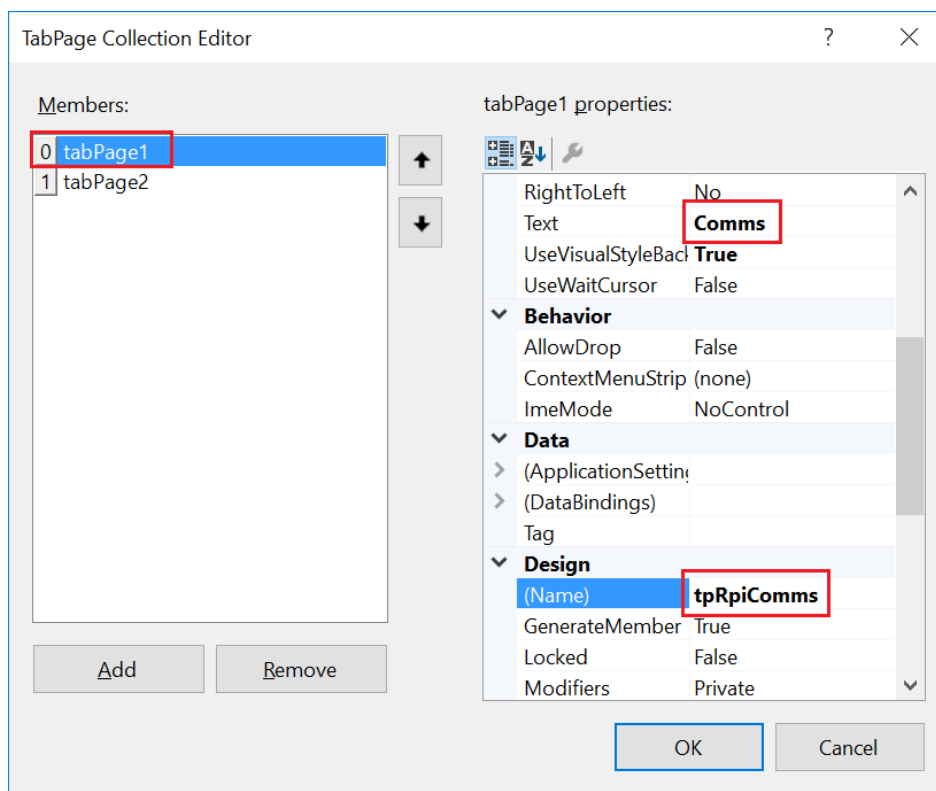 TabPage Collection Editor
?
Members:
0 tabPage1
1 tabPage2
Add
Remove
tabPage1 properties:
A
Z
RightToLeft No
Text Comms
UseVisualStyleBacl True
UseWaitCursor False
Behavior
AllowDrop False
ContextMenuStrip (none)
ImeMode NoControl
Data
(ApplicationSetting
(DataBindings)
Tag
Design
(Name) tpRpiComms
GenerateMember True
Locked False
Modifiers Private
OK
Cancel